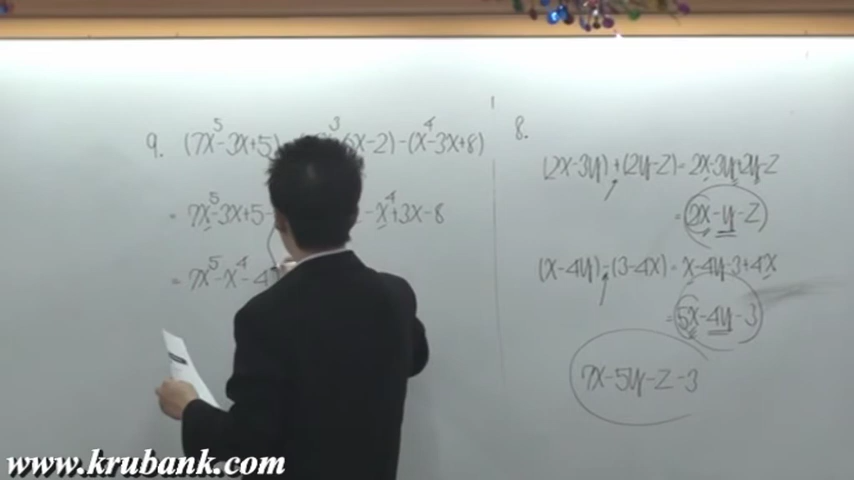 9. (7x⁵-3x+5) 6x-2)-(x⁴-3x+8)
= 7x⁵-3x+5- -x⁴+3x-8
= 7x⁵-x⁴-4
8.
(2x-3y)+(2y-z)=2x-3y+2y-z
=(2x-y-z)
(x-4y)-(3-4x)=x-4y-3+4x
=(5x-4y-3)
7x-5y-z-3
www.krubank.com